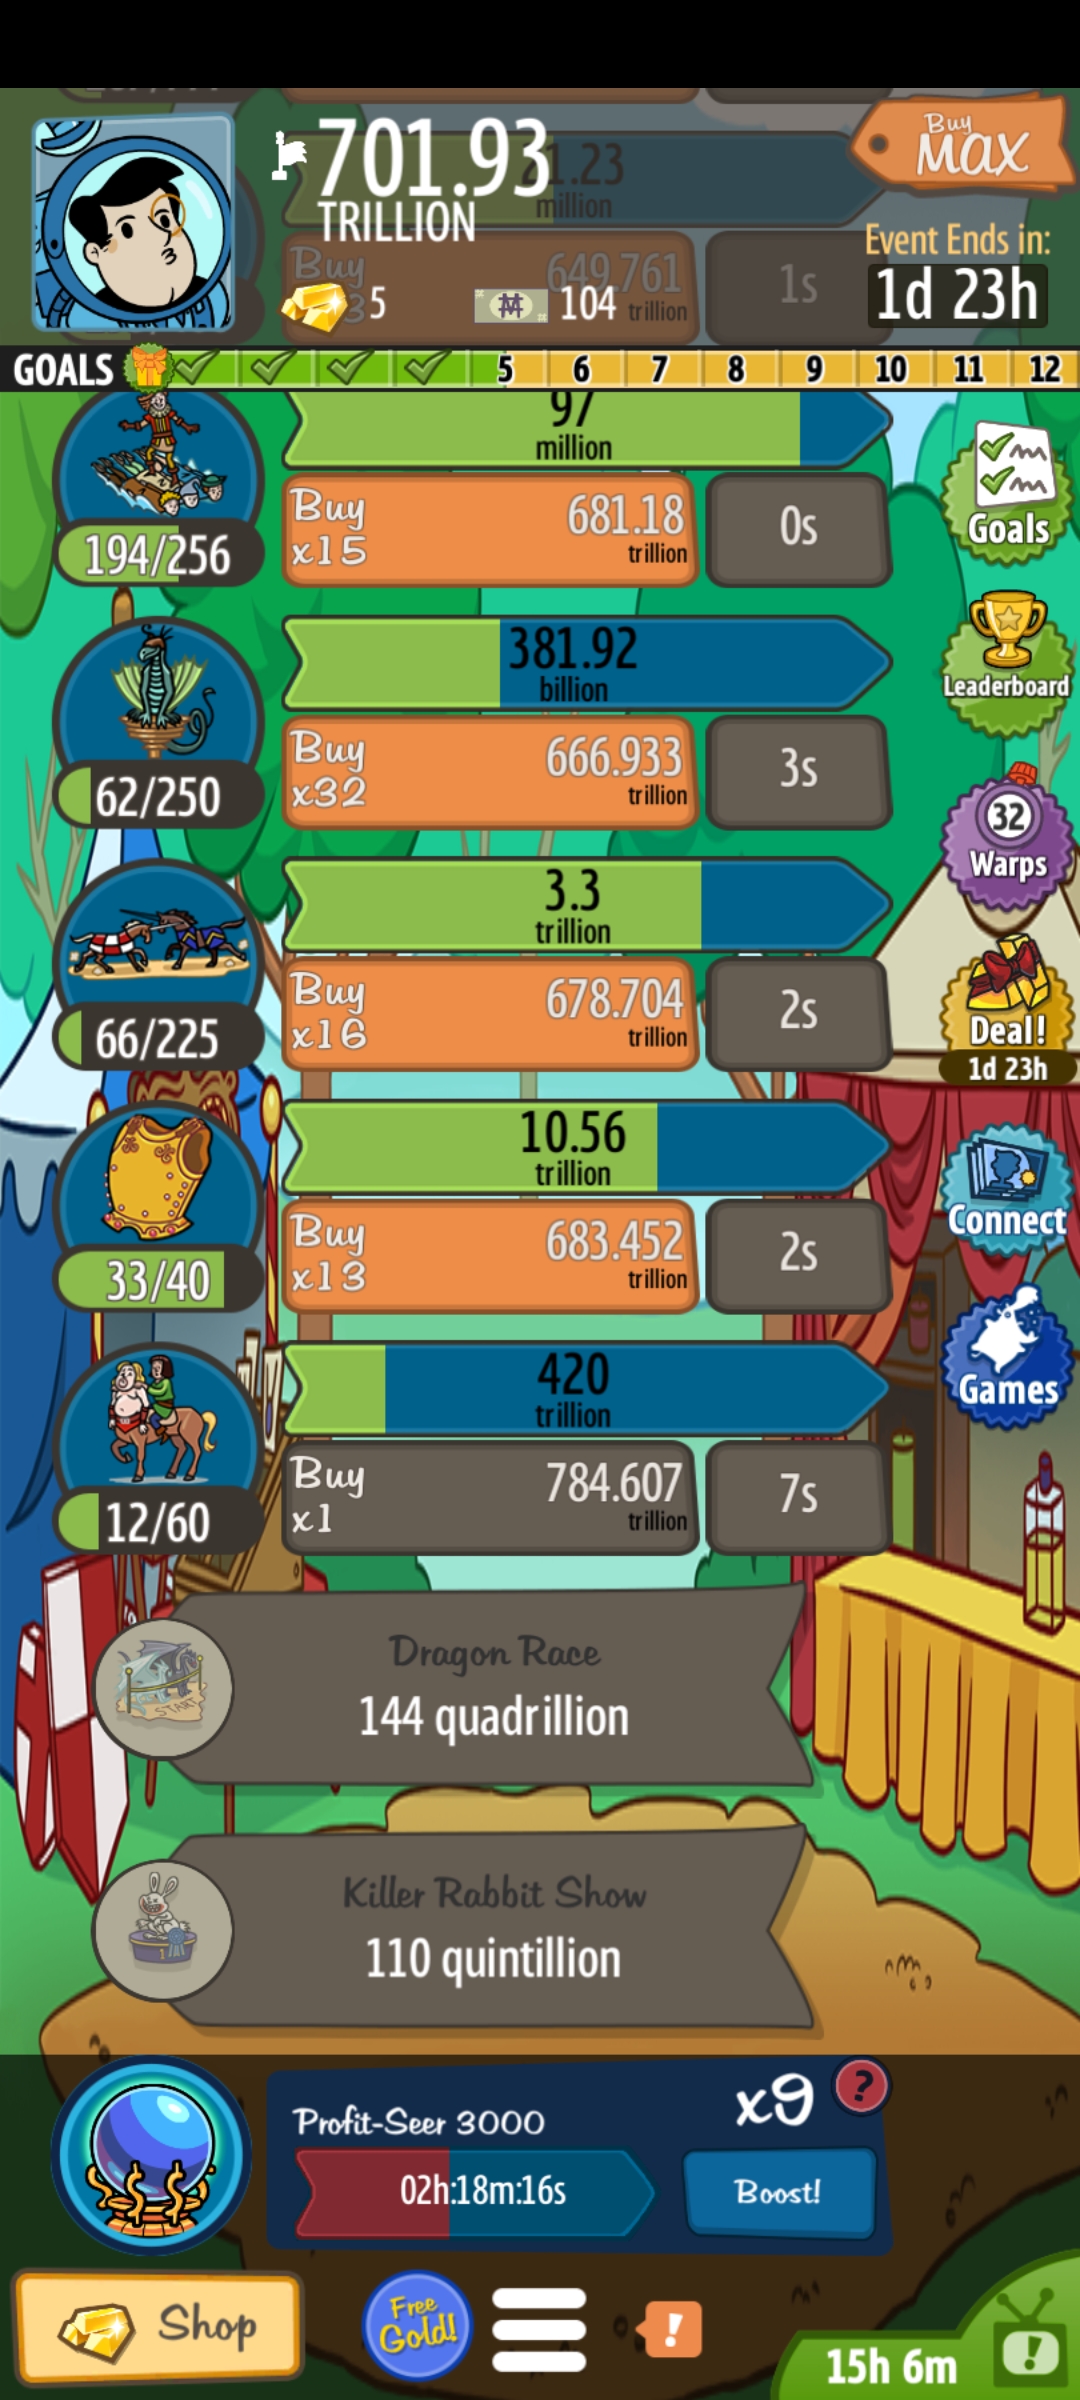 701.93
TRILLION
Buy
MAX
1.23
million
Event Ends in:
1d 23h
Buy
649.761
trillion
1s
5
104
GOALS
5 6 7 8 9 10 11 12
97
million
Buy
x15
681.18
trillion
0s
194/256
Goals
381.92
billion
Leaderboard
Buy
x32
666.933
trillion
3s
62/250
32
Warps
3.3
trillion
Buy
x16
678.704
trillion
2s
66/225
Deal!
1d 23h
10.56
trillion
Connect
Buy
x13
683.452
trillion
2s
33/40
420
trillion
Games
Buy
x1
784.607
trillion
7s
12/60
Dragon Race
144 quadrillion
START
Killer Rabbit Show
110 quintillion
1
Profit-Seer 3000
x9
?
02h:18m:16s
Boost!
Shop
Free
Gold!
!
15h 6m
!